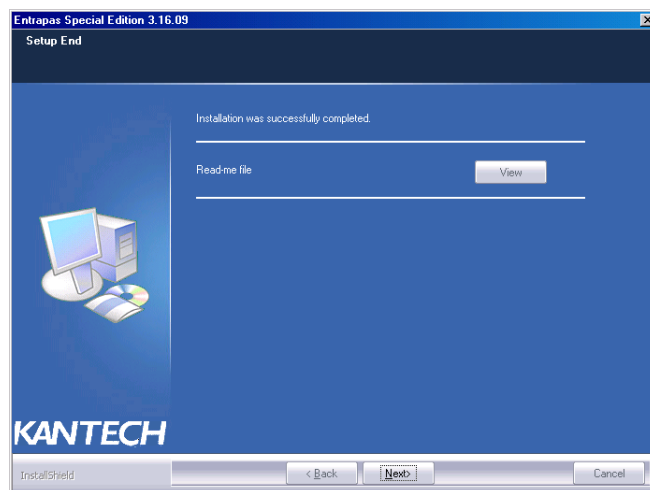 Entrapas Special Edition 3.16.09
Setup End
Installation was successfully completed.
Read-me file
View
KANTECH
InstallShield
< Back
Next>
Cancel